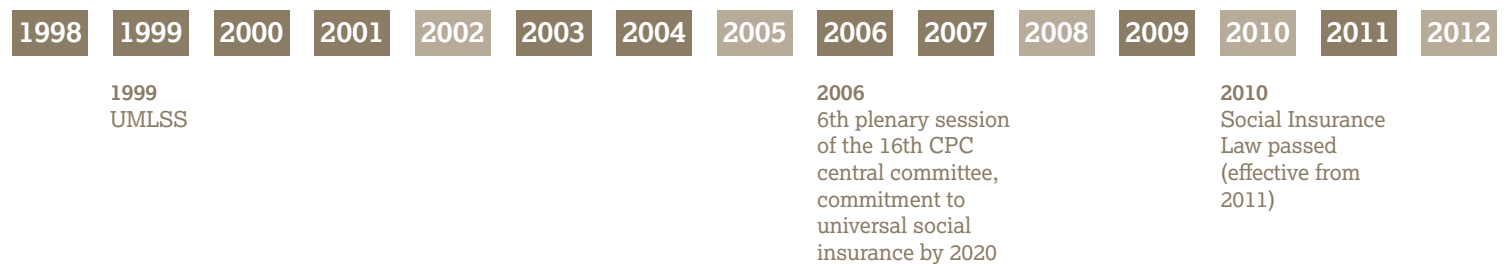 1998 1999 2000 2001 2002 2003 2004 2005 2006 2007 2008 2009 2010 2011 2012
1999
UMLSS
2006
6th plenary session
of the 16th CPC
central committee,
commitment to
universal social
insurance by 2020
2010
Social Insurance
Law passed
(effective from
2011)